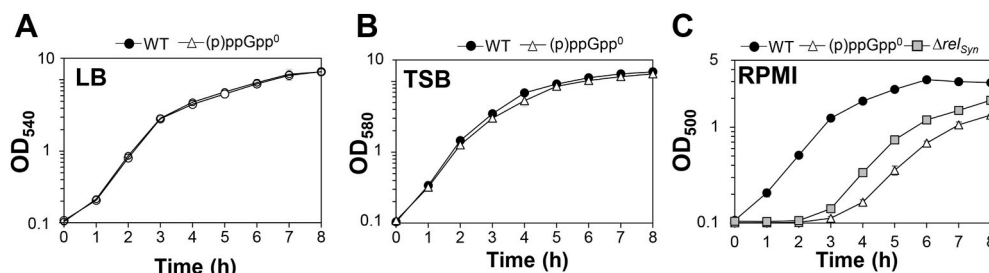 A
WT (p)ppGpp⁰
LB
OD₅₄₀
10
1
0.1
0 1 2 3 4 5 6 7 8
Time (h)
B
WT (p)ppGpp⁰
TSB
OD₅₈₀
10
1
0.1
0 1 2 3 4 5 6 7 8
Time (h)
C
WT (p)ppGpp⁰ Δrel_Syn
RPMI
OD₅₀₀
5
1
0.1
0 1 2 3 4 5 6 7 8
Time (h)